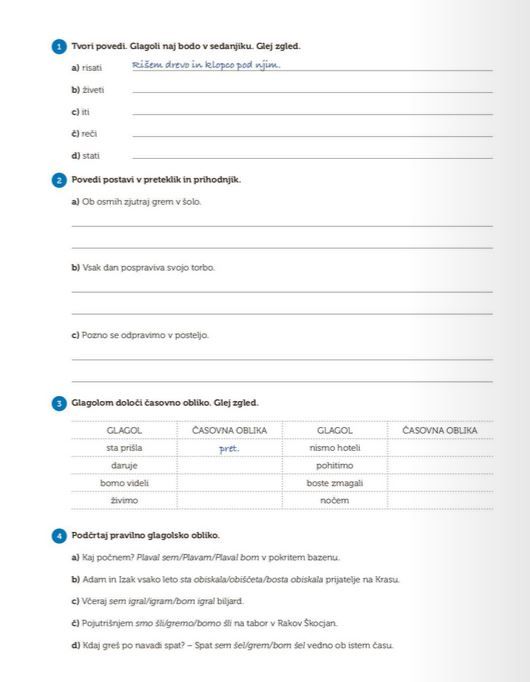 1 Tvori povedi. Glagoli naj bodo v sedanjiku. Glej zgled.
a) risati Rišem drevo in klopco pod njim.
b) živeti
c) iti
č) reči
d) stati
2 Povedi postavi v preteklik in prihodnjik.
a) Ob osmih zjutraj grem v šolo.
b) Vsak dan pospraviva svojo torbo.
c) Pozno se odpravimo v posteljo.
3 Glagolom določi časovno obliko. Glej zgled.
GLAGOL ČASOVNA OBLIKA GLAGOL ČASOVNA OBLIKA
sta prišla pret. nismo hoteli
daruje pohitimo
bomo videli boste zmagali
živimo nočem
4 Podčrtaj pravilno glagolsko obliko.
a) Kaj počnem? Plaval sem/Plavam/Plaval bom v pokritem bazenu.
b) Adam in Izak vsako leto sta obiskala/obiščeta/bosta obiskala prijatelje na Krasu.
c) Včeraj sem igral/igram/bom igral biljard.
č) Pojutrišnjem smo šli/gremo/bomo šli na tabor v Rakov Škocjan.
d) Kdaj greš po navadi spat? – Spat sem šel/grem/bom šel vedno ob istem času.